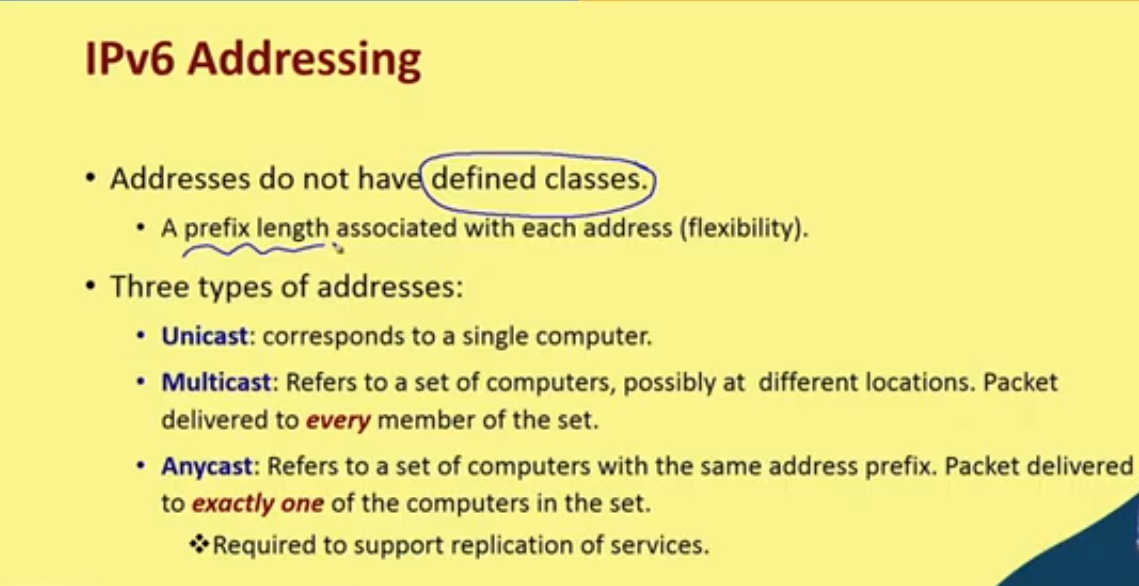 IPv6 Addressing
• Addresses do not have defined classes.
• A prefix length associated with each address (flexibility).
• Three types of addresses:
• Unicast: corresponds to a single computer.
• Multicast: Refers to a set of computers, possibly at different locations. Packet
delivered to every member of the set.
• Anycast: Refers to a set of computers with the same address prefix. Packet delivered
to exactly one of the computers in the set.
❖Required to support replication of services.